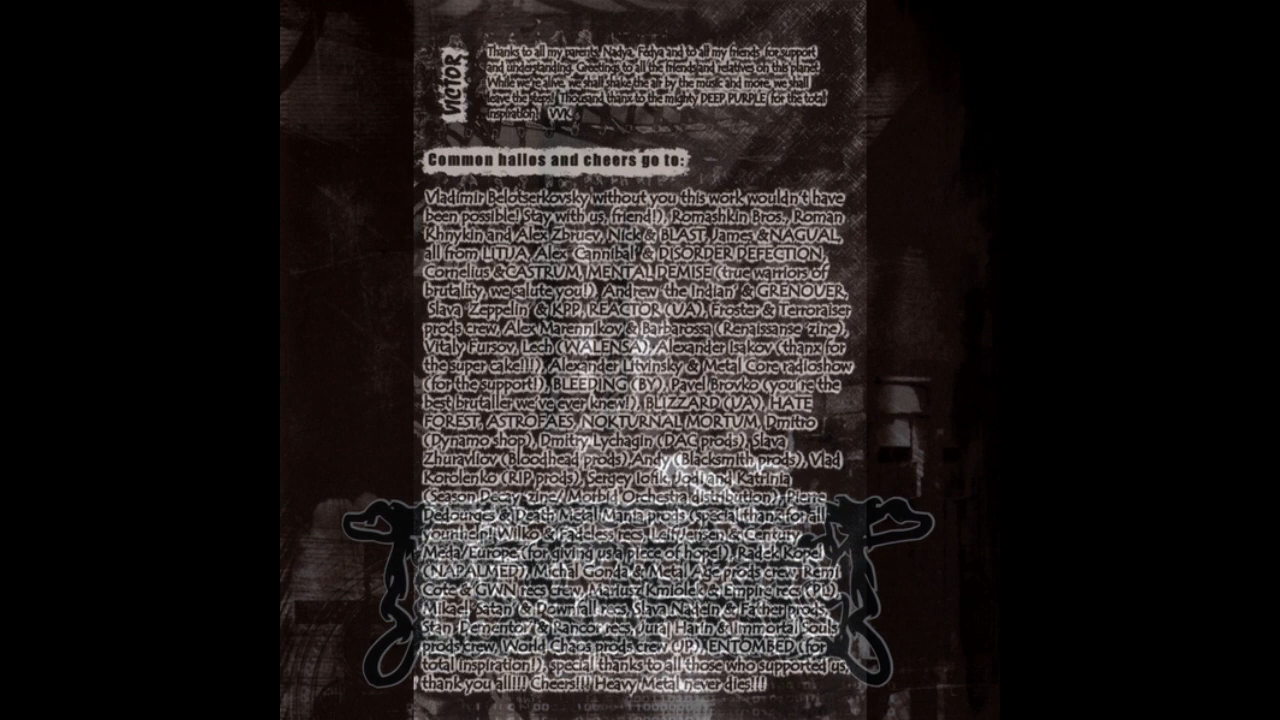 VICTOR
Thanks to all my parents, Nadya, Fedya and to all my friends for support
and understanding. Greetings to all the friends and relatives on this planet.
While we're alive, we shall shake the air by the music and more, we shall
leave the steps! Thousand thanx to the mighty DEEP PURPLE (for the total
inspiration)
Common hallos and cheers go to:
Vladimir Belotserkovsky without you this work wouldn't have
been possible! Stay with us, friend!), Romashkin Bros., Roman
Khnykin and Alex Zbruev, Nick & BLAST, James & NAGUAL,
all from LITIJA, Alex 'Cannibal' & DISORDER DEFECTION,
Cornelius & CASTRUM, MENTAL DEMISE (true warriors of
brutality, we salute you!), Andrew 'the Indian' & GRENOUER,
Slava 'Zeppelin' & KPP, REACTOR (UA), Froster & Terroraiser
prods crew, Alex Marennikov & Barbarossa (Renaissanse 'zine),
Vitaly Fursov, Lech (WALENSA), Alexander Isakov (thanx for
the super cake!!!), Alexander Litvinsky & Metal Core radioshow
(for the support!), BLEEDING (BY), Pavel Brovko (you're the
best brutaller we've ever knew!), BLIZZARD (UA), HATE
FOREST, ASTROFAES, NOKTURNAL MORTUM, Dmitro
(Dynamo shop), Dmitry Lychagin (DAC prods), Slava
Zhuravliov (Bloodhead prods) Andy (Blacksmith prods), Vlad
Korolenko (RIP prods), Sergey Iofik, Jodi and Katrinia
(Season Decay 'zine/ Morbid Orchestra distribution), Pierre
Dedourges & Death Metal Mania prods (special thanx for all
your help!) Wilko & Fadeless recs, Leif Jensen & Century
Meda/Europe (for giving us a piece of hope!), Radek Kopel
(NAPALMED), Michal Gonda & Metal Age prods crew Remi
Cote & GWN recs crew, Mariusz Kmiolek & Empire recs (PL),
Mikael 'Satan' & Downfall recs, Slava Nadein & Father prods,
Stan 'Dementor' & Rancor recs, Juraj Harin & Immortal Souls
prods crew, World Chaos prods crew (JP) ENTOMBED (for
total inspiration!), special thanks to all those who supported us,
thank you all!!! Cheers!!! Heavy Metal never dies!!!